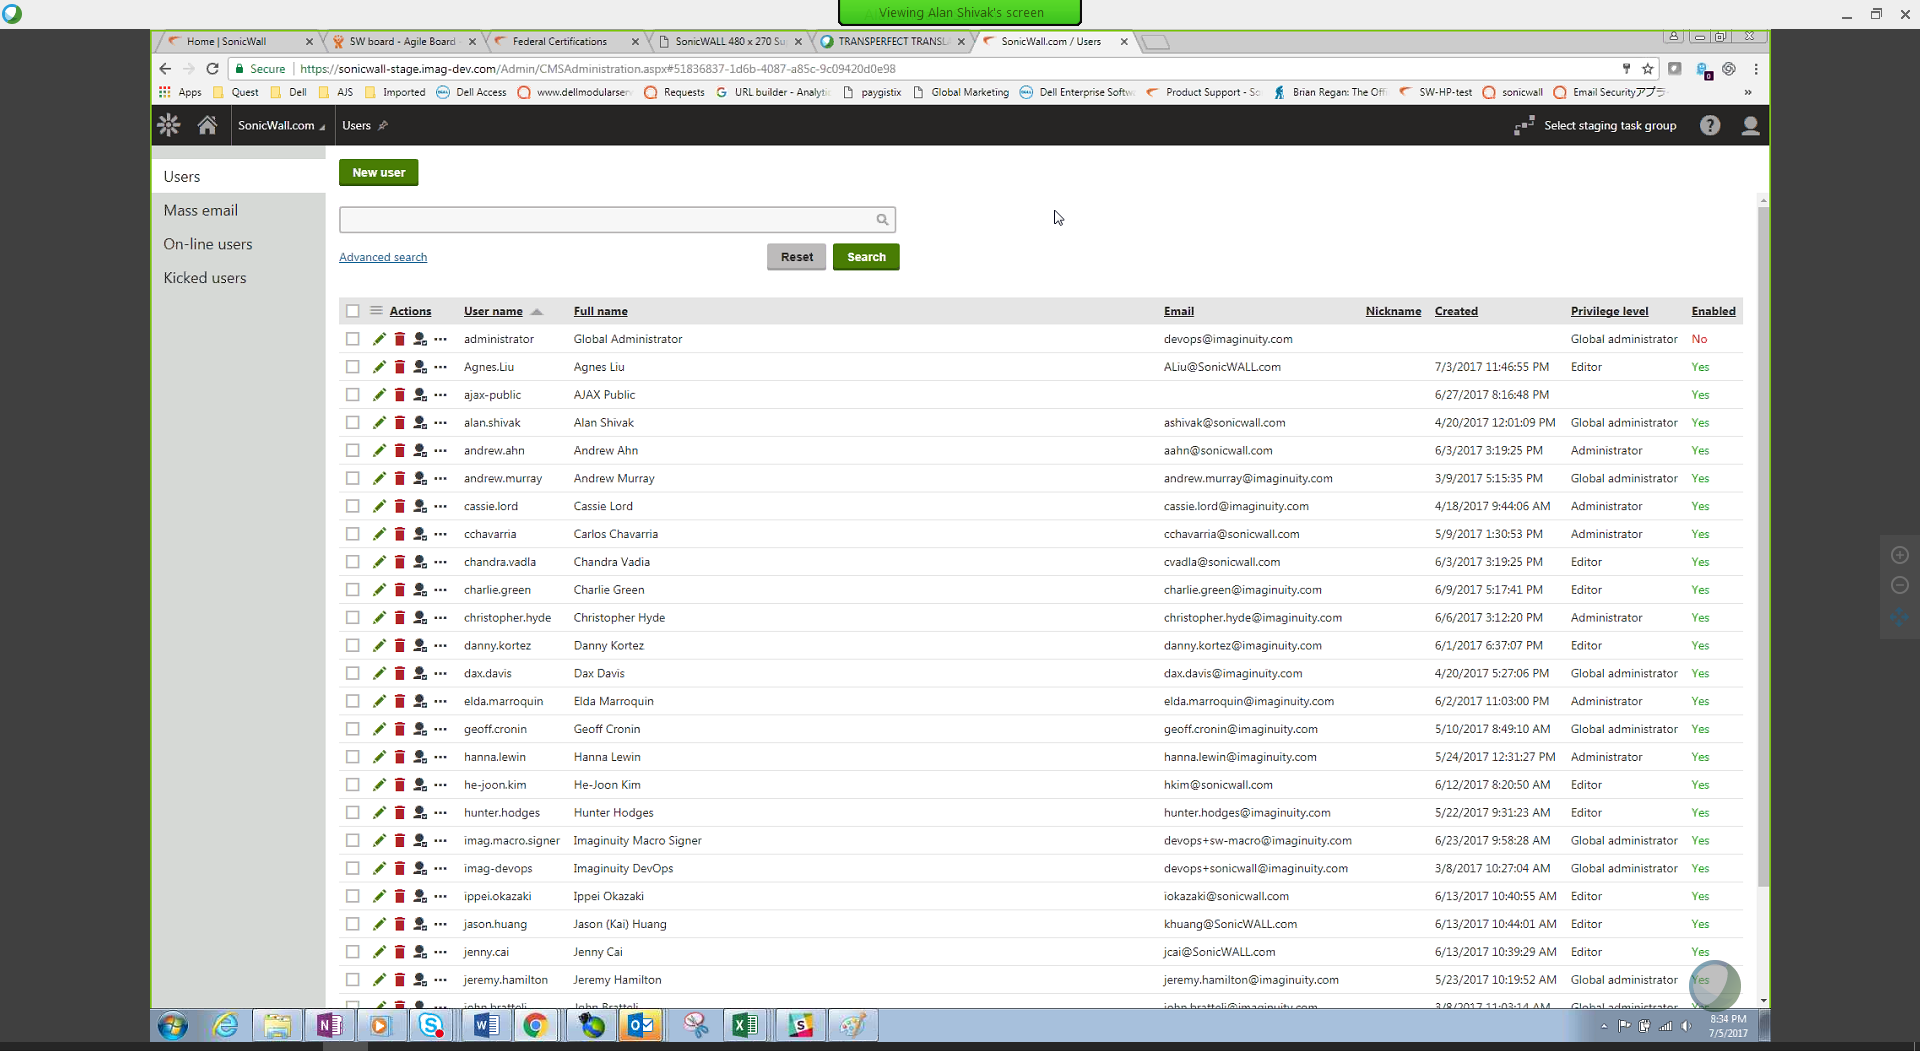 Viewing Alan Shivak's screen
Home | SonicWall
SW board - Agile Board
Federal Certifications
SonicWALL 480 x 270 Su
TRANSPERFECT TRANSL
SonicWall.com / Users
Secure | https://sonicwall-stage.imag-dev.com/Admin/CMSAdministration.aspx#51836837-1d6b-4087-a85c-9c09420d0e98
Apps Quest Dell AJS Imported Dell Access www.dellmodularserv Requests URL builder - Analytic paygistix Global Marketing Dell Enterprise Softw Product Support - So Brian Regan: The Offi SW-HP-test sonicwall Email Securityアプラ »
SonicWall.com Users Select staging task group ?
Users
Mass email
On-line users
Kicked users
New user
Advanced search Reset Search
Actions User name Full name Email Nickname Created Privilege level Enabled
administrator Global Administrator devops@imaginuity.com Global administrator No
Agnes.Liu Agnes Liu ALiu@SonicWALL.com 7/3/2017 11:46:55 PM Editor Yes
ajax-public AJAX Public 6/27/2017 8:16:48 PM Yes
alan.shivak Alan Shivak ashivak@sonicwall.com 4/20/2017 12:01:09 PM Global administrator Yes
andrew.ahn Andrew Ahn aahn@sonicwall.com 6/3/2017 3:19:25 PM Administrator Yes
andrew.murray Andrew Murray andrew.murray@imaginuity.com 3/9/2017 5:15:35 PM Global administrator Yes
cassie.lord Cassie Lord cassie.lord@imaginuity.com 4/18/2017 9:44:06 AM Administrator Yes
cchavarria Carlos Chavarria cchavarria@sonicwall.com 5/9/2017 1:30:53 PM Administrator Yes
chandra.vadla Chandra Vadia cvadla@sonicwall.com 6/3/2017 3:19:25 PM Editor Yes
charlie.green Charlie Green charlie.green@imaginuity.com 6/9/2017 5:17:41 PM Editor Yes
christopher.hyde Christopher Hyde christopher.hyde@imaginuity.com 6/6/2017 3:12:20 PM Administrator Yes
danny.kortez Danny Kortez danny.kortez@imaginuity.com 6/1/2017 6:37:07 PM Editor Yes
dax.davis Dax Davis dax.davis@imaginuity.com 4/20/2017 5:27:06 PM Global administrator Yes
elda.marroquin Elda Marroquin elda.marroquin@imaginuity.com 6/2/2017 11:03:00 PM Administrator Yes
geoff.cronin Geoff Cronin geoff.cronin@imaginuity.com 5/10/2017 8:49:10 AM Global administrator Yes
hanna.lewin Hanna Lewin hanna.lewin@imaginuity.com 5/24/2017 12:31:27 PM Administrator Yes
he-joon.kim He-Joon Kim hkim@sonicwall.com 6/12/2017 8:20:50 AM Editor Yes
hunter.hodges Hunter Hodges hunter.hodges@imaginuity.com 5/22/2017 9:31:23 AM Editor Yes
imag.macro.signer Imaginuity Macro Signer devops+sw-macro@imaginuity.com 6/23/2017 9:58:28 AM Global administrator Yes
imag-devops Imaginuity DevOps devops+sonicwall@imaginuity.com 3/8/2017 10:27:04 AM Global administrator Yes
ippei.okazaki Ippei Okazaki iokazaki@sonicwall.com 6/13/2017 10:40:55 AM Editor Yes
jason.huang Jason (Kai) Huang khuang@SonicWALL.com 6/13/2017 10:44:01 AM Editor Yes
jenny.cai Jenny Cai jcai@SonicWALL.com 6/13/2017 10:39:29 AM Editor Yes
jeremy.hamilton Jeremy Hamilton jeremy.hamilton@imaginuity.com 5/23/2017 10:19:52 AM Global administrator Yes
john.bratteli John Bratteli john.bratteli@imaginuity.com 3/8/2017 11:03:14 AM Global administrator
8:34 PM
7/5/2017